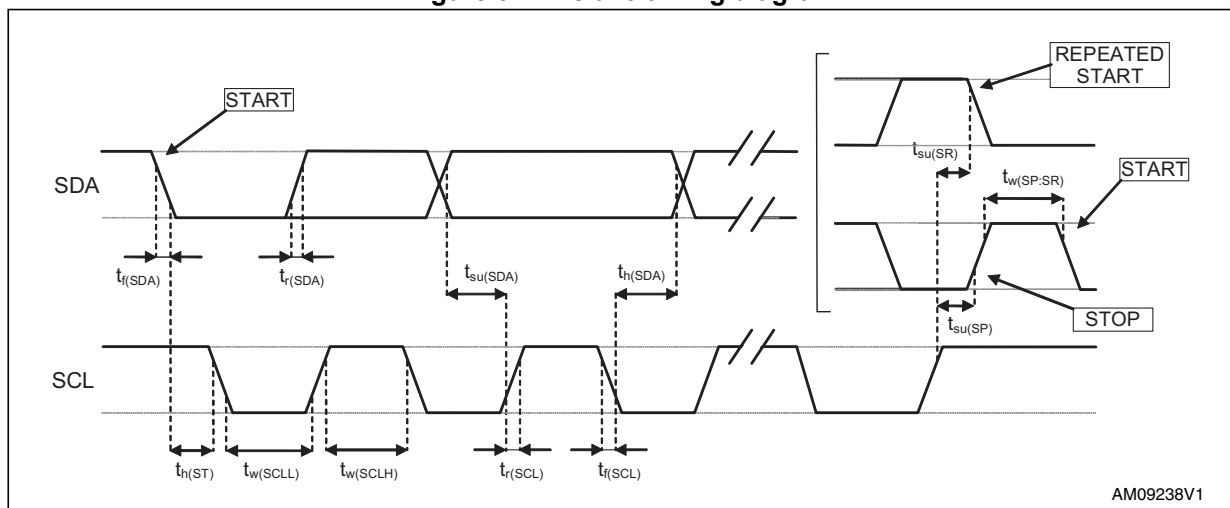 REPEATED
START
START
t_su(SR)
t_w(SP:SR)
START
SDA
t_f(SDA)
t_r(SDA)
t_su(SDA)
t_h(SDA)
t_su(SP)
STOP
SCL
t_h(ST)
t_w(SCLL)
t_w(SCLH)
t_r(SCL)
t_f(SCL)
AM09238V1